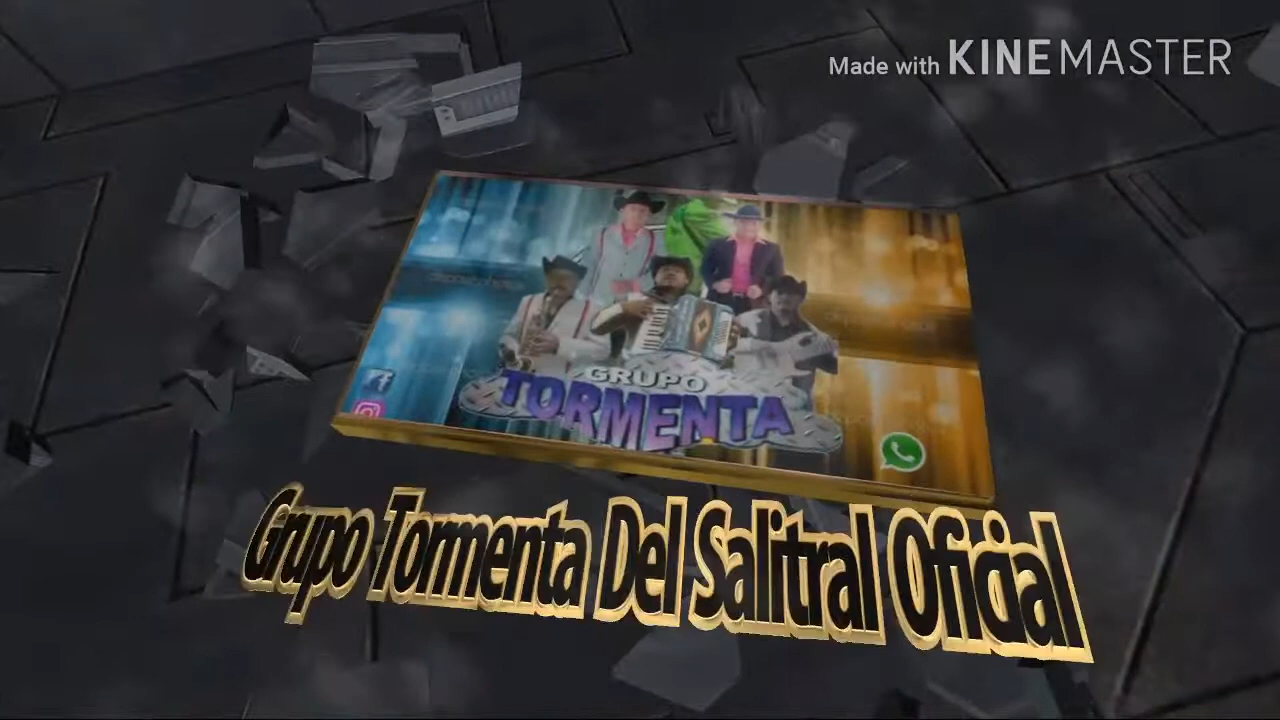 Made with KINEMASTER
GRUPO
TORMENTA
Grupo Tormenta Del Salitral Oficial